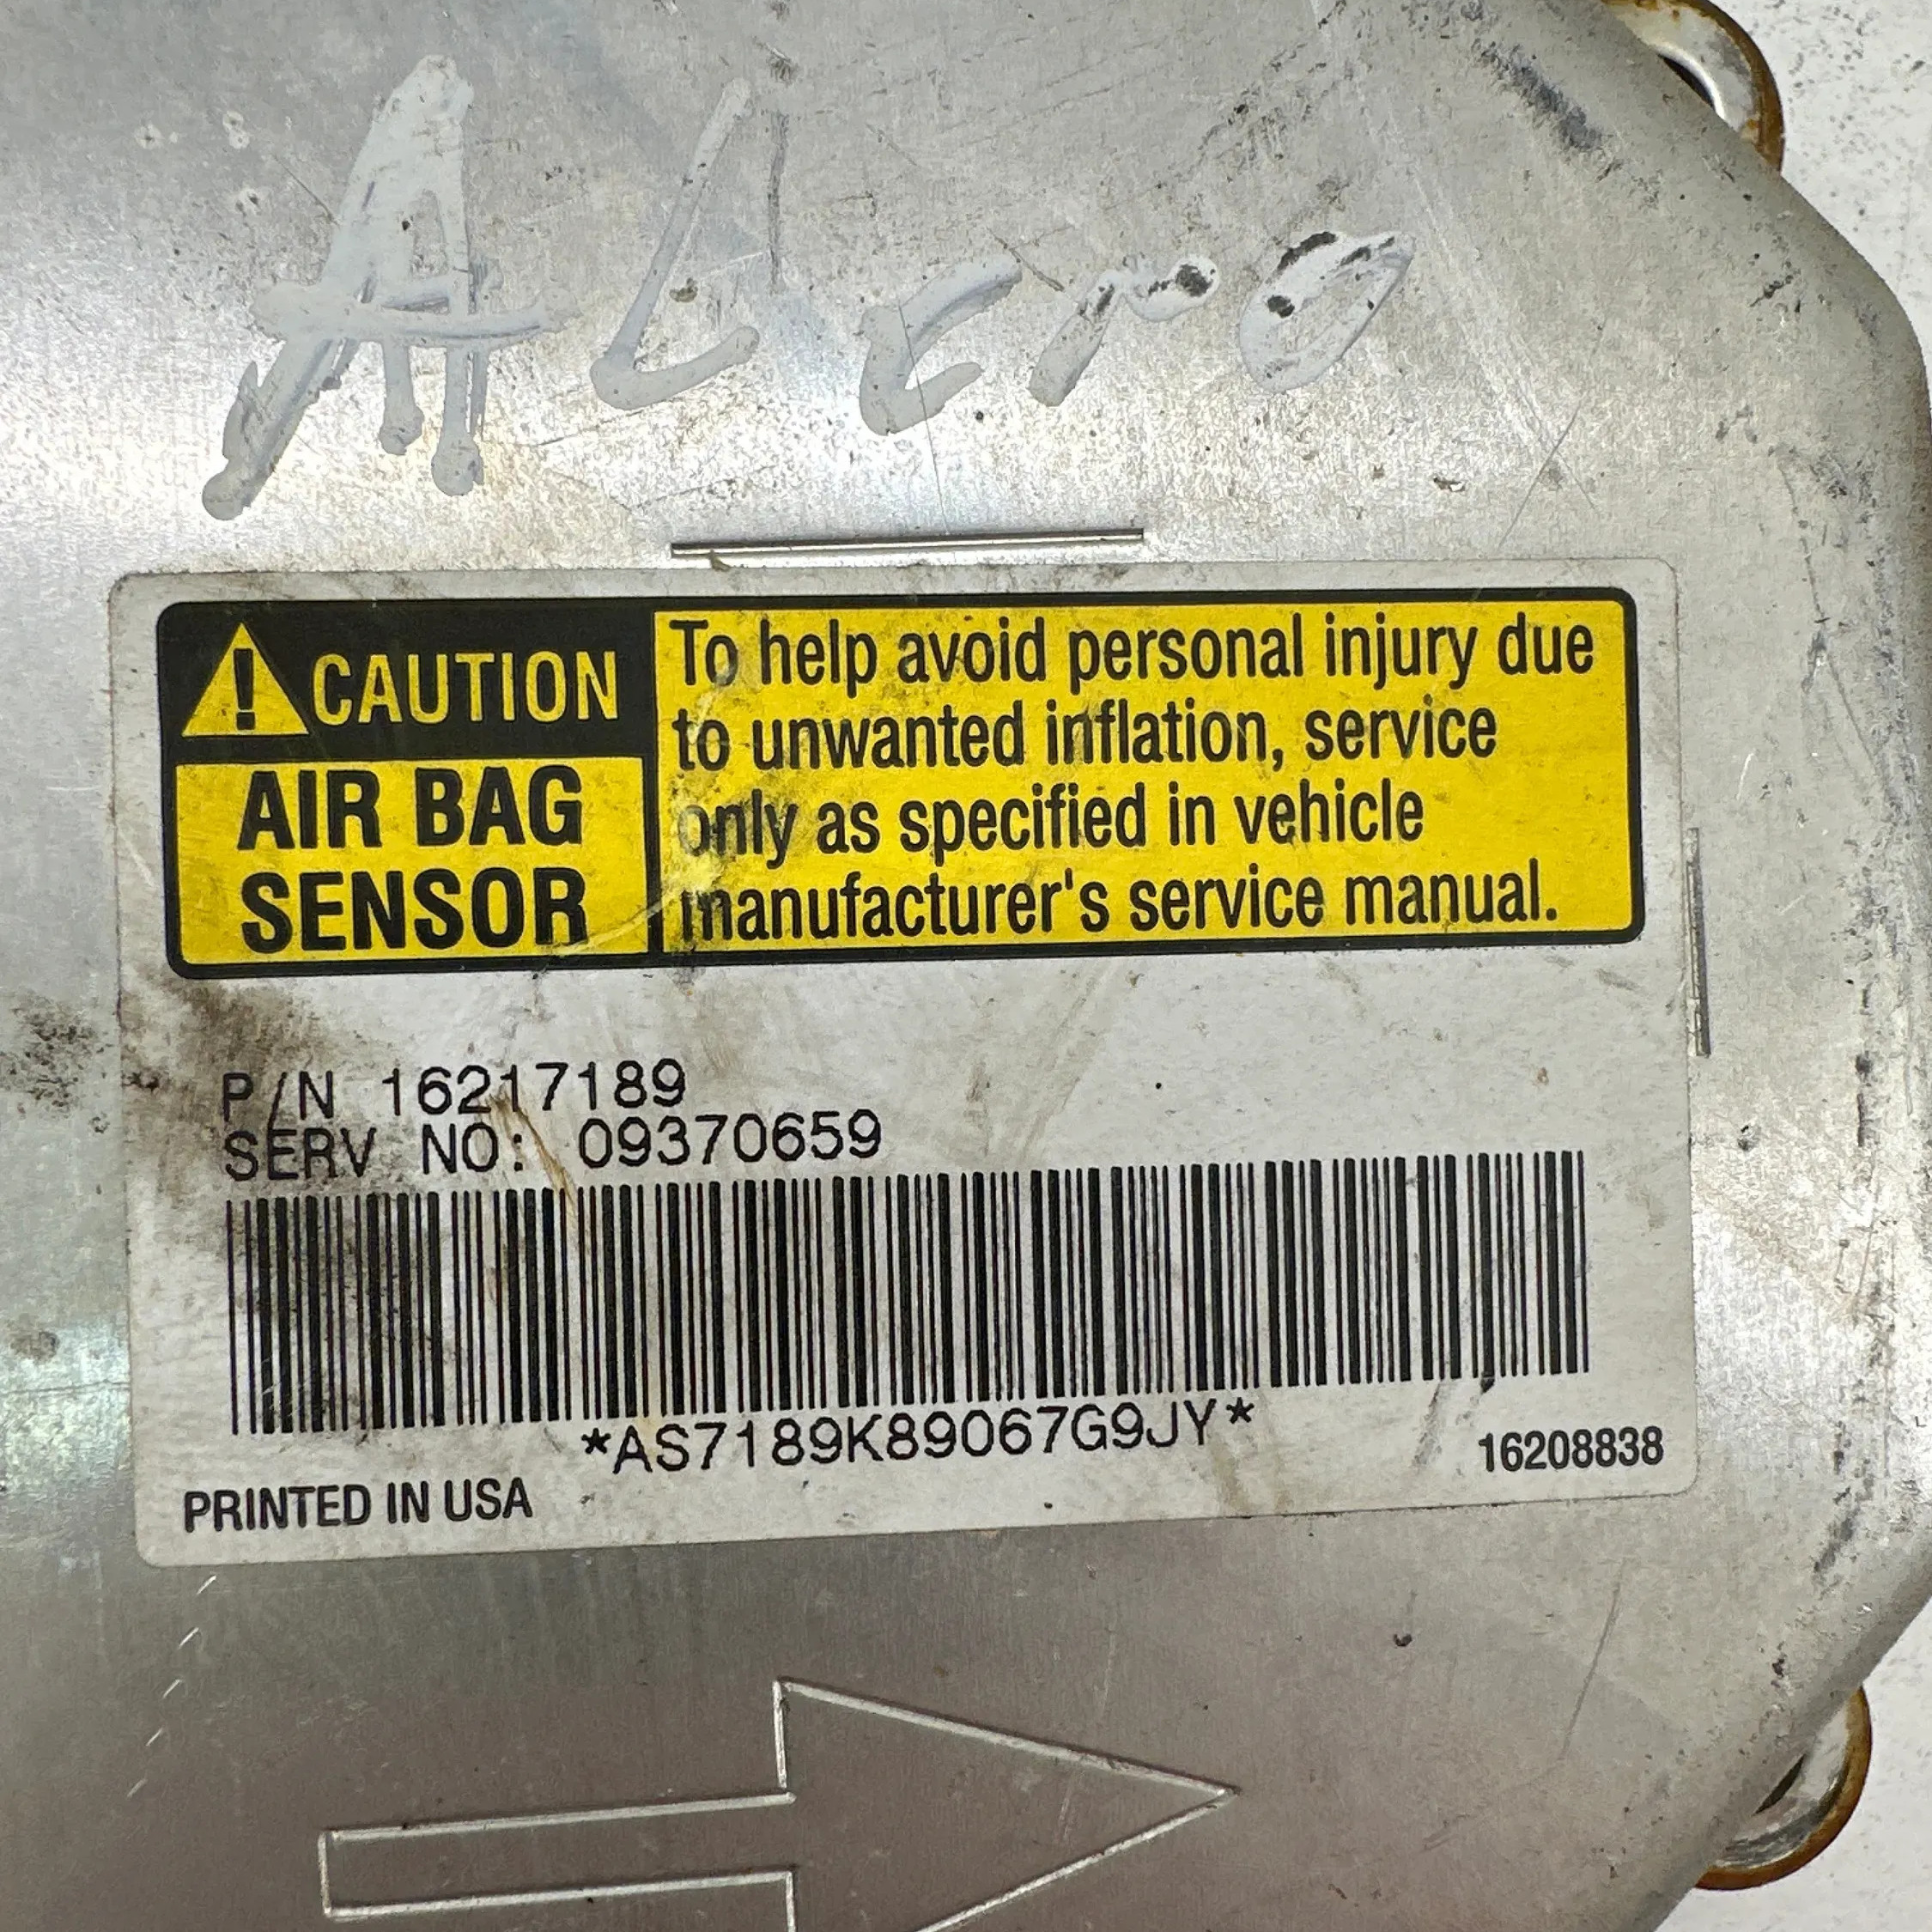 Alero
CAUTION
AIR BAG
SENSOR
To help avoid personal injury due
to unwanted inflation, service
only as specified in vehicle
manufacturer's service manual.
P/N 16217189
SERV NO: 09370659
*AS7189K89067G9JY*
16208838
PRINTED IN USA